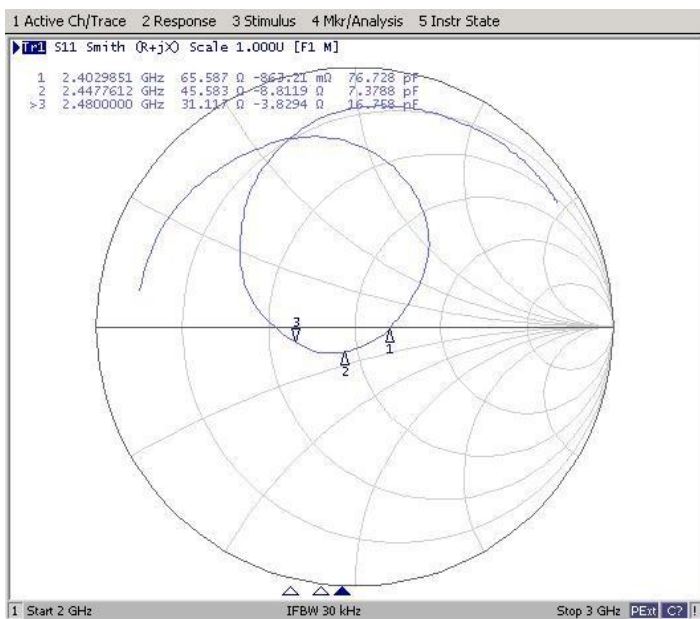 1 Active Ch/Trace 2 Response 3 Stimulus 4 Mkr/Analysis 5 Instr State
Tr1 S11 Smith (R+jX) Scale 1.000U [F1 M]
1 2.4029851 GHz 65.587 Ω -863.21 mΩ 76.728 pF
2 2.4477612 GHz 45.583 Ω -8.8119 Ω 7.3788 pF
>3 2.4800000 GHz 31.117 Ω -3.8294 Ω 16.758 pF
3
1
2
1 Start 2 GHz IFBW 30 kHz Stop 3 GHz PExt C? !